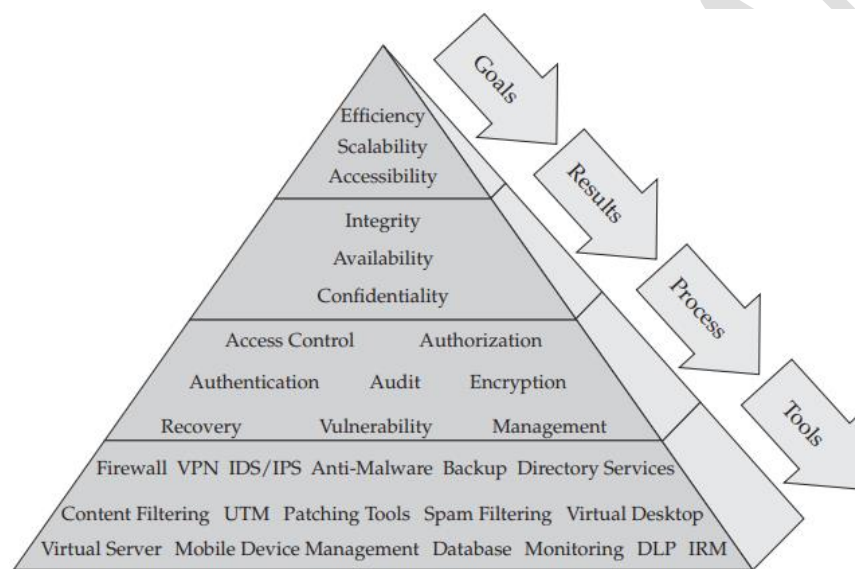 Goals
Efficiency
Scalability
Accessibility
Results
Integrity
Availability
Confidentiality
Process
Access Control Authorization
Authentication Audit Encryption
Recovery Vulnerability Management
Tools
Firewall VPN IDS/IPS Anti-Malware Backup Directory Services
Content Filtering UTM Patching Tools Spam Filtering Virtual Desktop
Virtual Server Mobile Device Management Database Monitoring DLP IRM